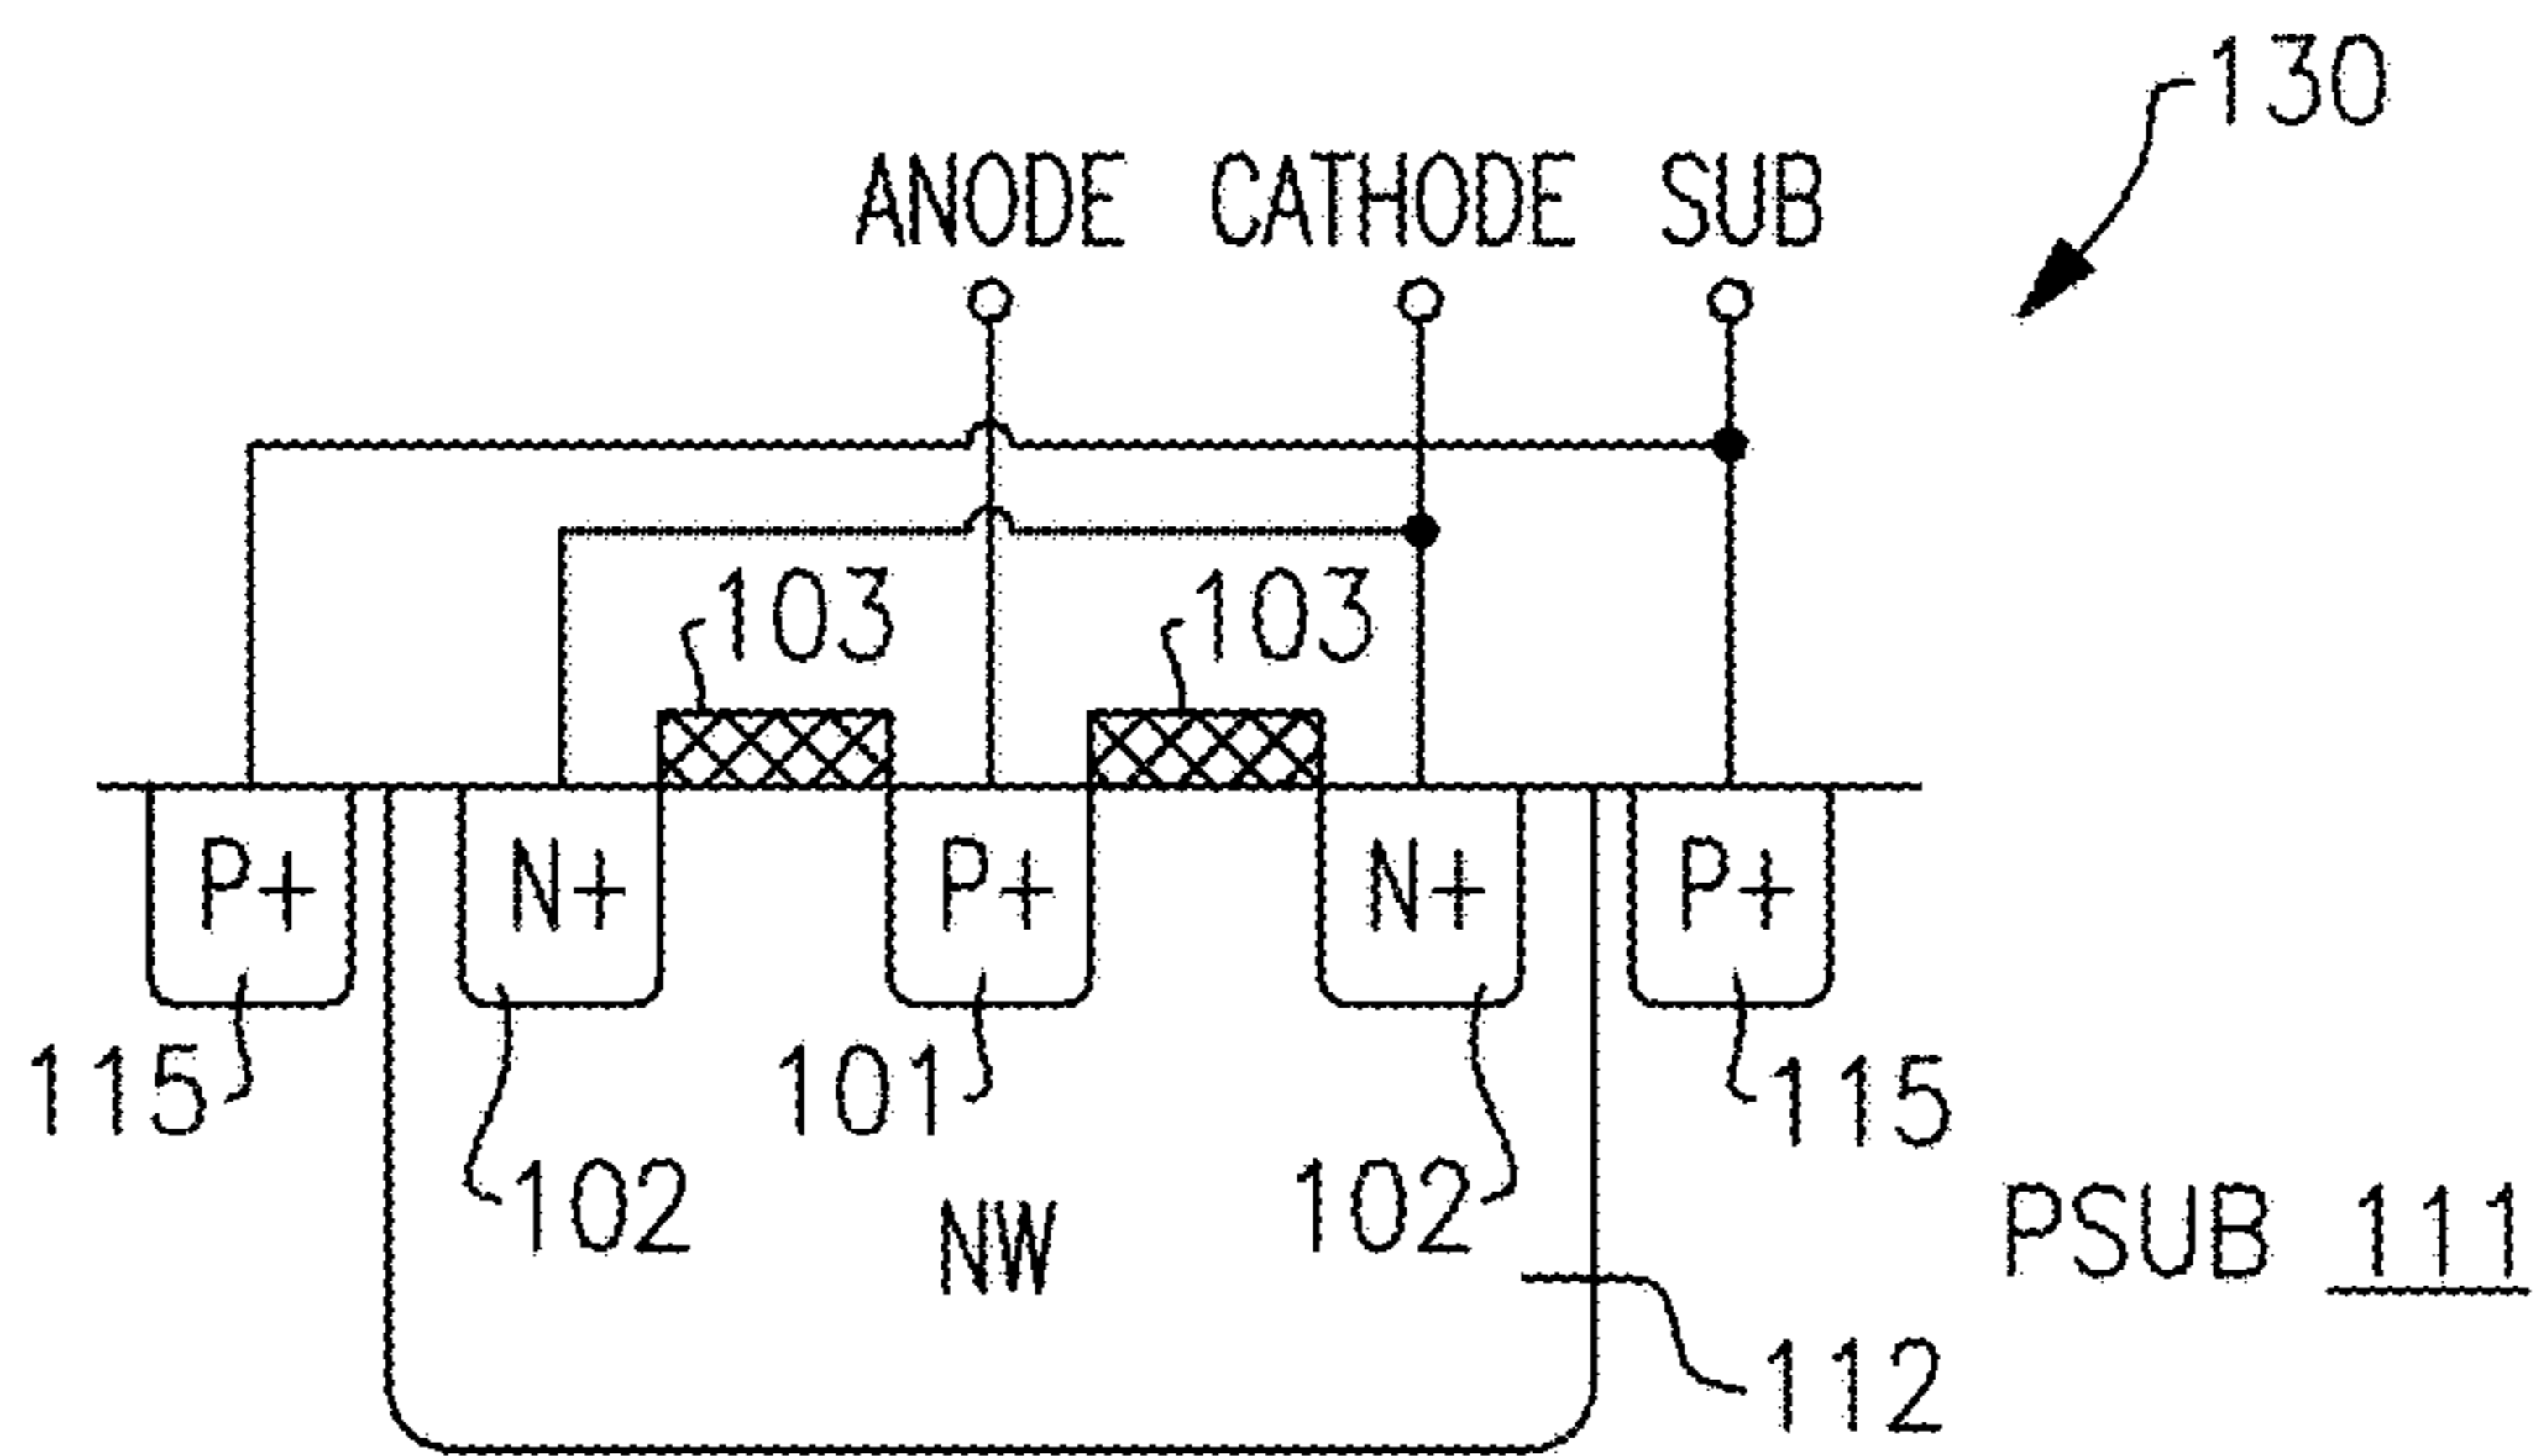 130
ANODE CATHODE SUB
103 103
P+ N+ P+ N+ P+
115 101 115
102 NW 102 PSUB 111
112